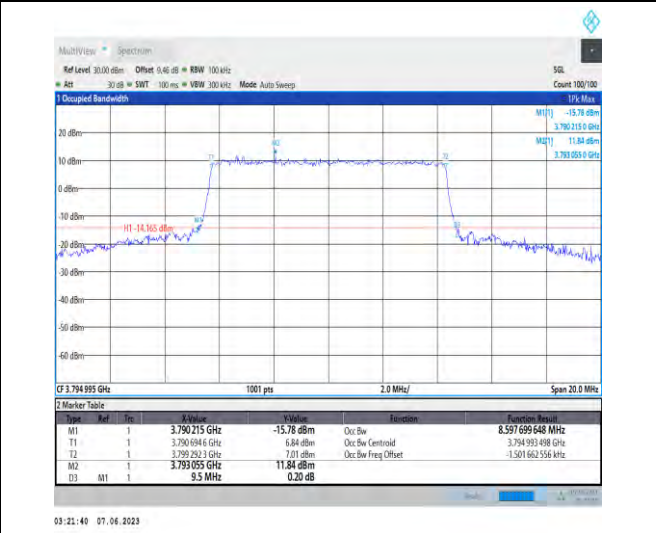 MultiView Spectrum
Ref Level 30.00 dBm Offset 9.46 dB RBW 100 kHz SGL
Att 30 dB SWT 100 ms VBW 300 kHz Mode Auto Sweep Count 100/100
1 Occupied Bandwidth 1Pk Max
M1[1] -15.78 dBm
3.790 215 0 GHz
M2[1] 11.84 dBm
3.793 055 0 GHz
20 dBm
M2
10 dBm
T1 T2
0 dBm
-10 dBm
M1
H1 -14.165 dBm
D3
-20 dBm
-30 dBm
-40 dBm
-50 dBm
-60 dBm
CF 3.794 995 GHz 1001 pts 2.0 MHz/ Span 20.0 MHz
2 Marker Table
Type Ref Trc X-Value Y-Value Function Function Result
M1 1 3.790 215 GHz -15.78 dBm Occ Bw 8.597 699 648 MHz
T1 1 3.790 694 6 GHz 6.84 dBm Occ Bw Centroid 3.794 993 498 GHz
T2 1 3.799 292 3 GHz 7.01 dBm Occ Bw Freq Offset -1.501 662 556 kHz
M2 1 3.793 055 GHz 11.84 dBm
D3 M1 1 9.5 MHz 0.20 dB
03:21:40 07.06.2023